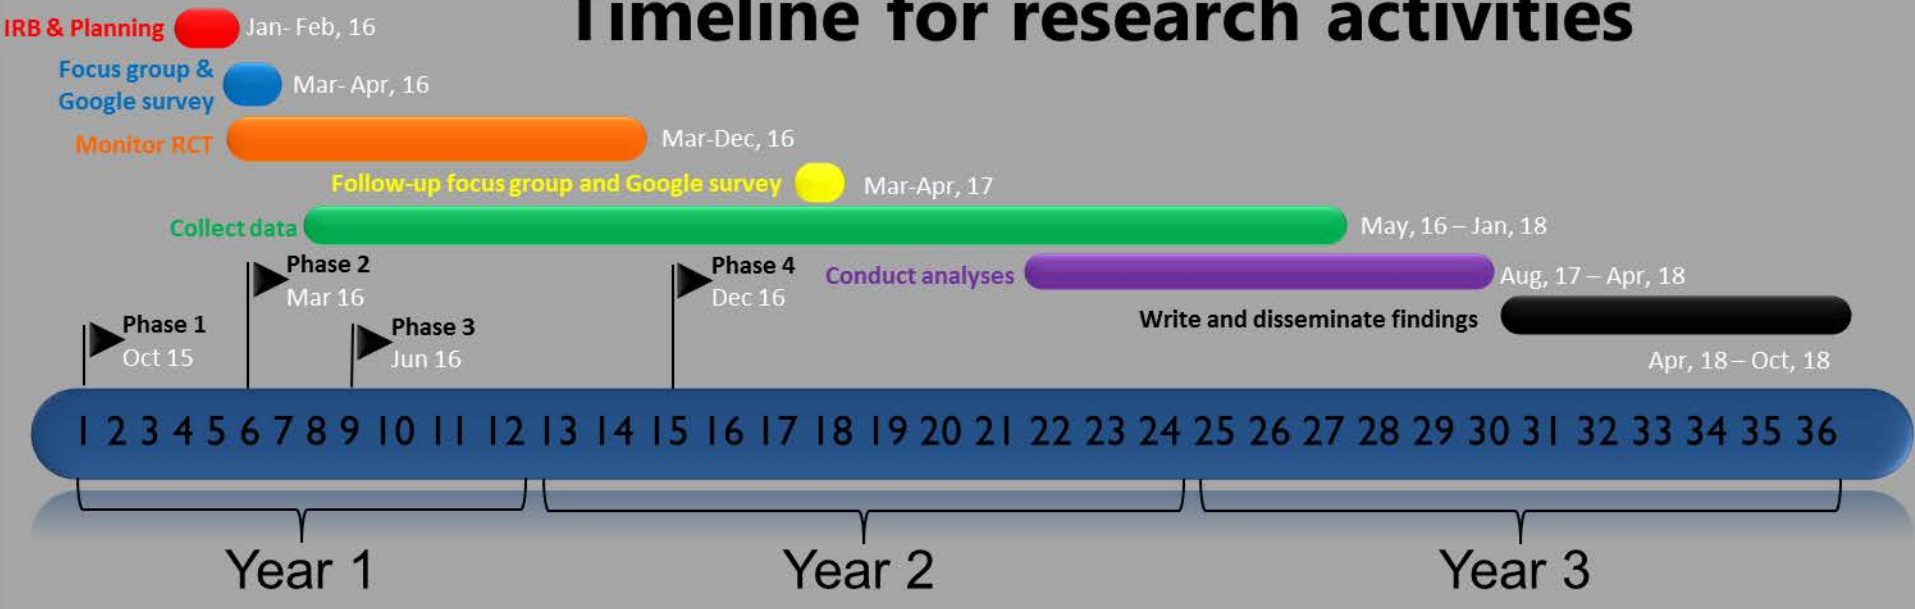 Timeline for research activities
IRB & Planning Jan- Feb, 16
Focus group &
Google survey
Mar- Apr, 16
Monitor RCT Mar-Dec, 16
Follow-up focus group and Google survey Mar-Apr, 17
Collect data May, 16 – Jan, 18
Phase 2
Mar 16
Phase 4
Dec 16
Conduct analyses Aug, 17 – Apr, 18
Phase 1
Oct 15
Phase 3
Jun 16
Write and disseminate findings
Apr, 18 – Oct, 18
1 2 3 4 5 6 7 8 9 10 11 12 13 14 15 16 17 18 19 20 21 22 23 24 25 26 27 28 29 30 31 32 33 34 35 36
Year 1 Year 2 Year 3